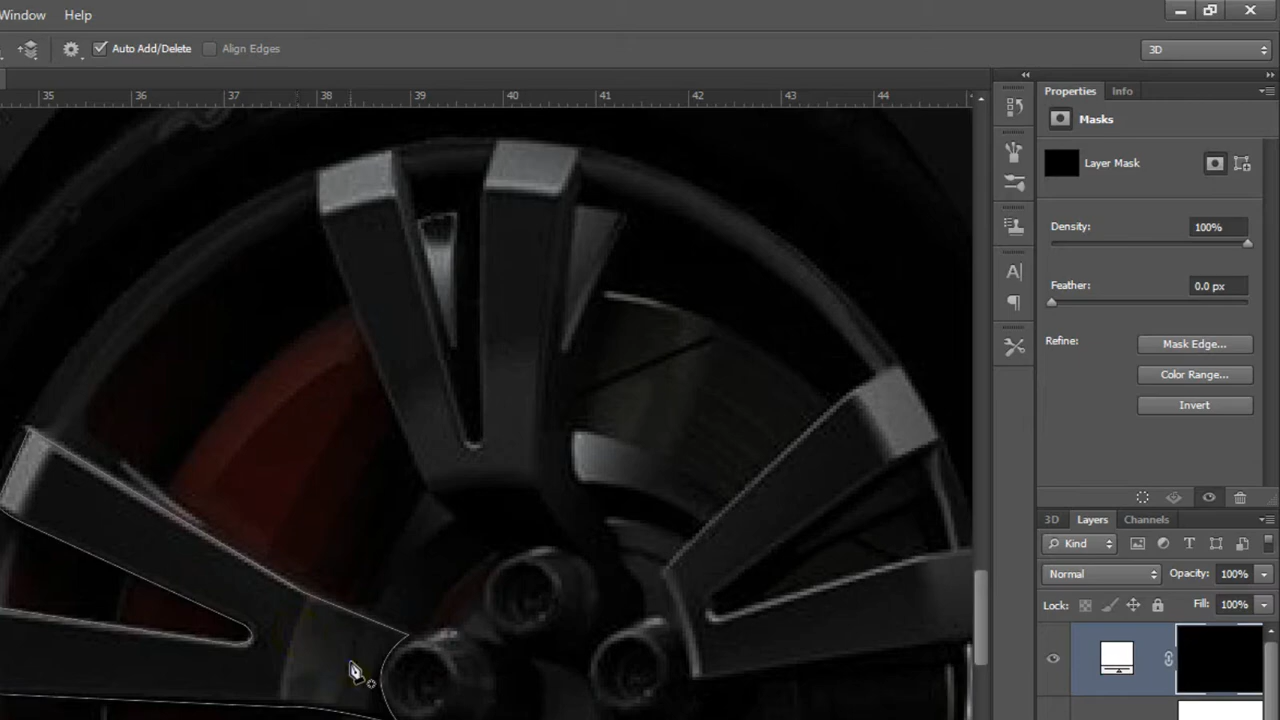 Window Help
Auto Add/Delete Align Edges 3D
35 36 37 38 39 40 41 42 43 44
Properties Info
Masks
Layer Mask
Density: 100%
Feather: 0.0 px
Refine: Mask Edge...
Color Range...
Invert
3D Layers Channels
Kind
Normal Opacity: 100%
Lock: Fill: 100%